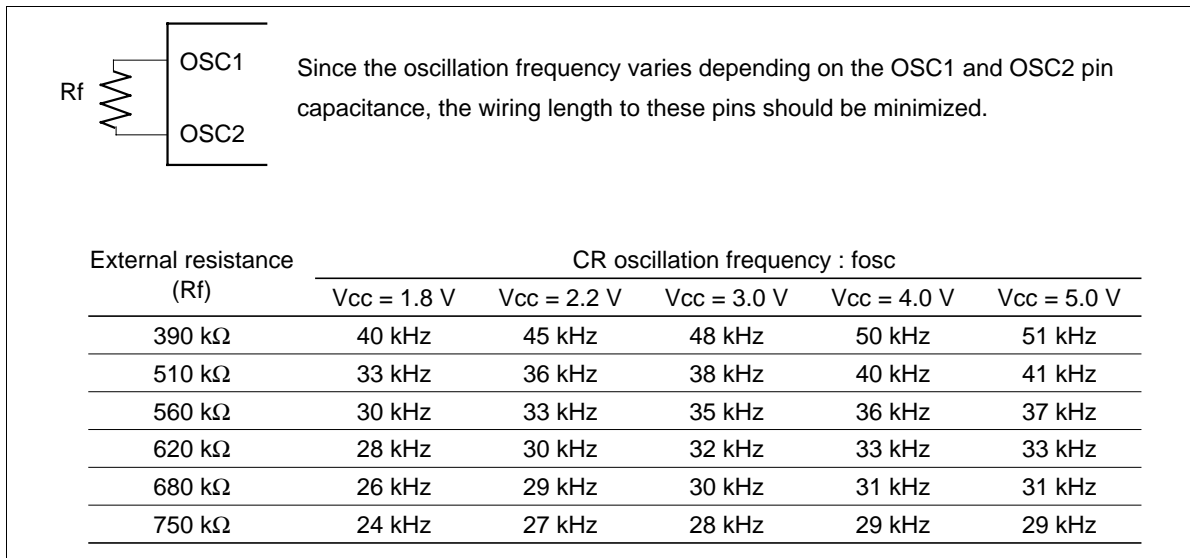 Rf
OSC1
OSC2
Since the oscillation frequency varies depending on the OSC1 and OSC2 pin
capacitance, the wiring length to these pins should be minimized.
External resistance
(Rf)
CR oscillation frequency : fosc
Vcc = 1.8 V Vcc = 2.2 V Vcc = 3.0 V Vcc = 4.0 V Vcc = 5.0 V
390 kΩ 40 kHz 45 kHz 48 kHz 50 kHz 51 kHz
510 kΩ 33 kHz 36 kHz 38 kHz 40 kHz 41 kHz
560 kΩ 30 kHz 33 kHz 35 kHz 36 kHz 37 kHz
620 kΩ 28 kHz 30 kHz 32 kHz 33 kHz 33 kHz
680 kΩ 26 kHz 29 kHz 30 kHz 31 kHz 31 kHz
750 kΩ 24 kHz 27 kHz 28 kHz 29 kHz 29 kHz